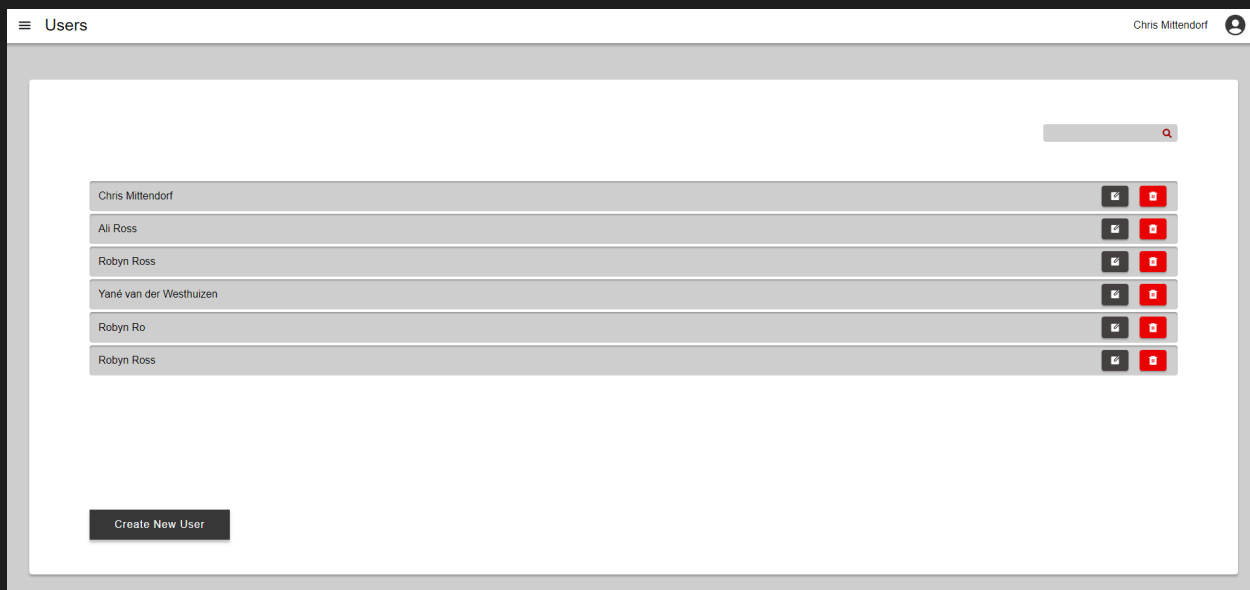 Users
Chris Mittendorf
Chris Mittendorf
Ali Ross
Robyn Ross
Yané van der Westhuizen
Robyn Ro
Robyn Ross
Create New User